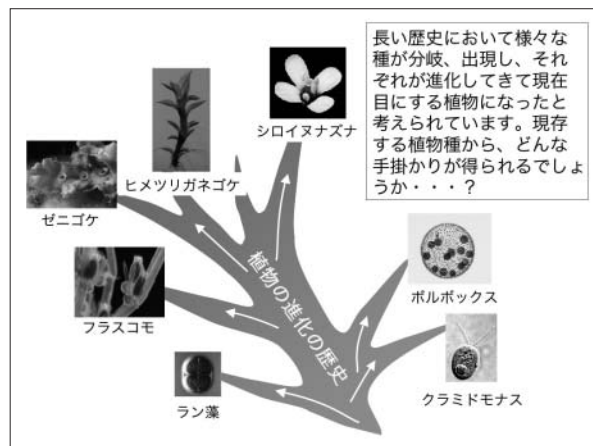 長い歴史において様々な
種が分岐、出現し、それ
ぞれが進化してきて現在
目にする植物になったと
考えられています。現存
する植物種から、どんな
手掛かりが得られるでしょ
うか・・・？
シロイヌナズナ
ヒメツリガネゴケ
ゼニゴケ
フラスコモ
ラン藻
植物の進化の歴史
ボルボックス
クラミドモナス